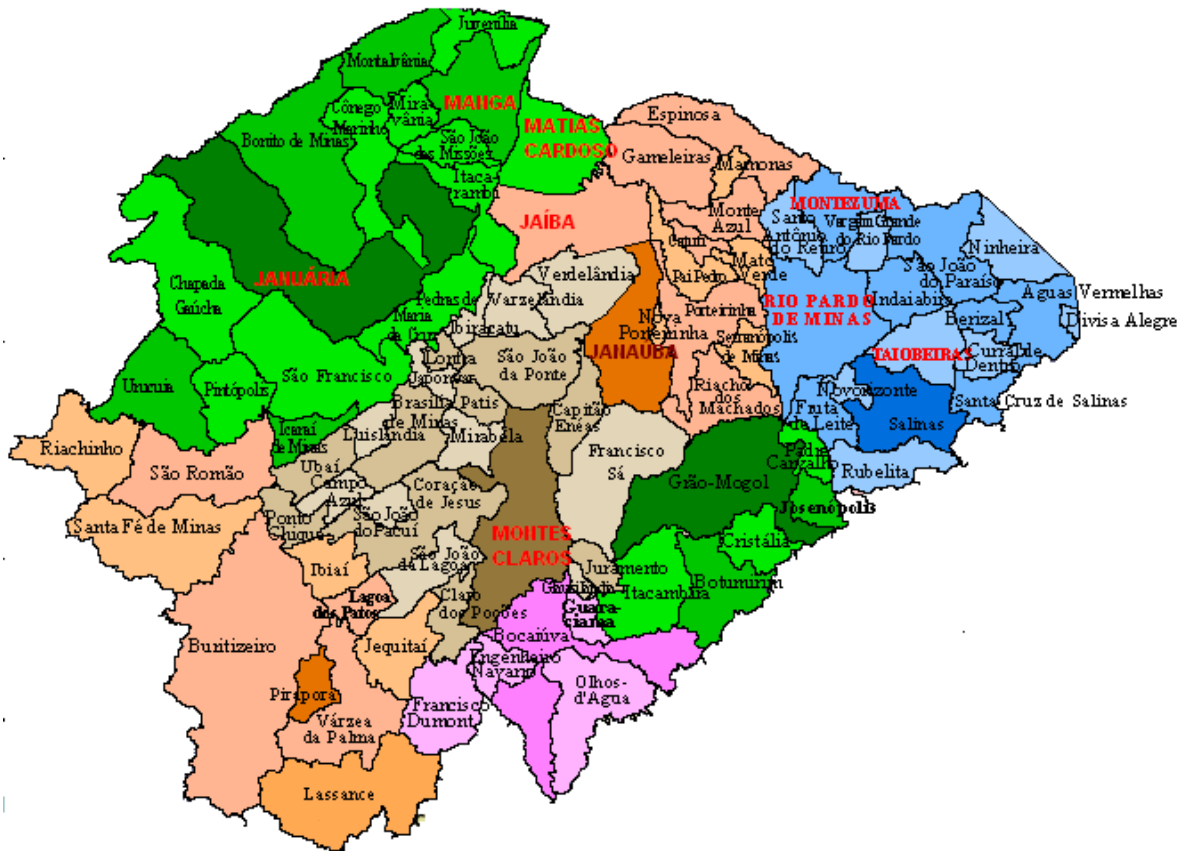 Juvenília
Montalvânia
MANGA
Cônego
Marinho
Mira-
vânia
Bonito de Minas
São João
das Missões
Itaca-
rambi
MATIAS
CARDOSO
Espinosa
Gameleiras
Mamonas
JAÍBA
Monte
Azul
Catuti
Mato
Verde
Pai Pedro
MONTEZUMA
Santo
Antônio
do Retiro
Vargem Grande
do Rio Pardo
Ninheira
São João
do Paraíso
Indaiabira
Aguas Vermelhas
Berizal
Divisa Alegre
RIO PARDO
DE MINAS
TAIOBEIRAS
Curral de
Dentro
Novorizonte
Fruta
de Leite
Salinas
Santa Cruz de Salinas
Rubelita
JANUÁRIA
Chapada
Gaúcha
Pedras de
Maria
da Cruz
Verdelândia
Varzelândia
Ibiracatu
Nova
Porteirinha
Porteirinha
JANAUBA
Serranópolis
de Minas
Riacho
dos
Machados
São João
da Ponte
Lontra
Japonvar
Urucuia
Pintópolis
São Francisco
Brasília
de Minas
Patis
Capitão
Enéas
Icaraí
de Minas
Luislândia
Mirabela
Francisco
Sá
Riachinho
São Romão
Ubaí
Campo
Azul
Coração
de Jesus
Grão-Mogol
Padre
Carvalho
Josenópolis
Santa Fé de Minas
Ponto
Chique
São João
do Pacuí
MONTES
CLAROS
Cristália
Ibiaí
São João
da Lagoa
Juramento
Itacambira
Botumirim
Lagoa
dos Patos
Claro
dos Poções
Guara-
ciama
Bocaiúva
Buritizeiro
Jequitaí
Engenheiro
Navarro
Olhos-
d'Agua
Pirapora
Francisco
Dumont
Várzea
da Palma
Lassance